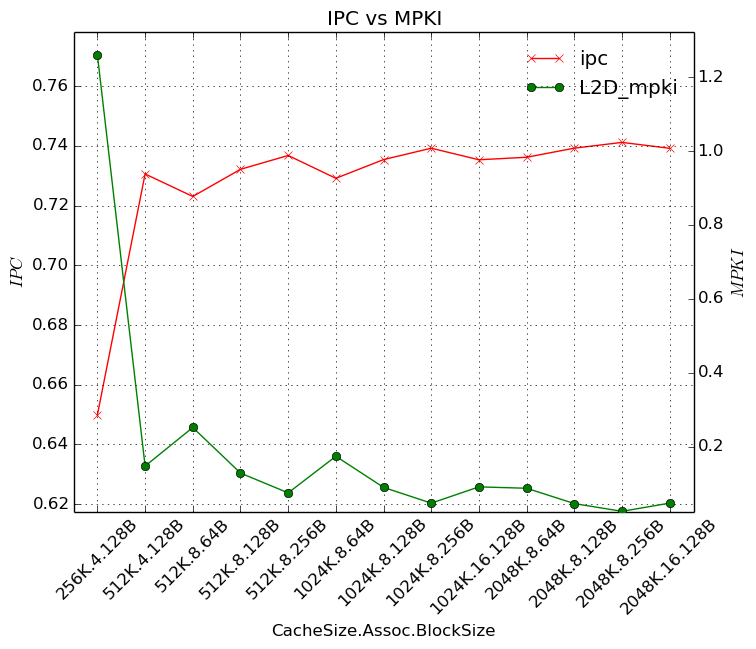 IPC vs MPKI
ipc
L2D_mpki
0.76
0.74
0.72
0.70
0.68
0.66
0.64
0.62
IPC
1.2
1.0
0.8
0.6
0.4
0.2
MPKI
256K.4.128B
512K.4.128B
512K.8.64B
512K.8.128B
512K.8.256B
1024K.8.64B
1024K.8.128B
1024K.8.256B
1024K.16.128B
2048K.8.64B
2048K.8.128B
2048K.8.256B
2048K.16.128B
CacheSize.Assoc.BlockSize